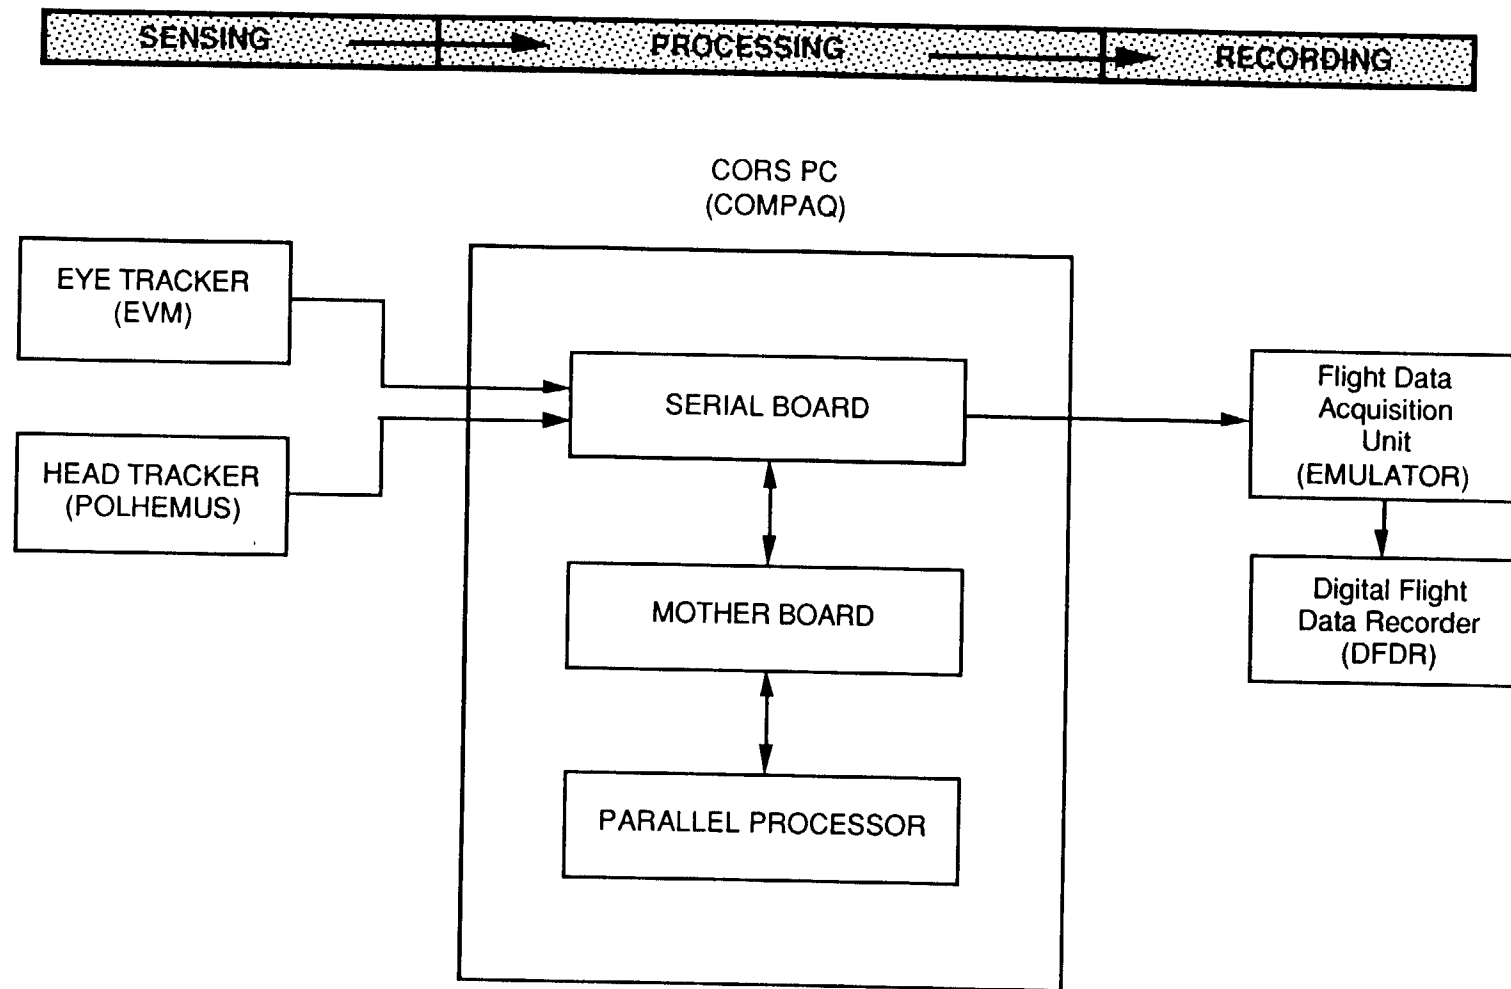 SENSING
PROCESSING
RECORDING
CORS PC
(COMPAQ)
EYE TRACKER
(EVM)
HEAD TRACKER
(POLHEMUS)
SERIAL BOARD
MOTHER BOARD
PARALLEL PROCESSOR
Flight Data
Acquisition
Unit
(EMULATOR)
Digital Flight
Data Recorder
(DFDR)